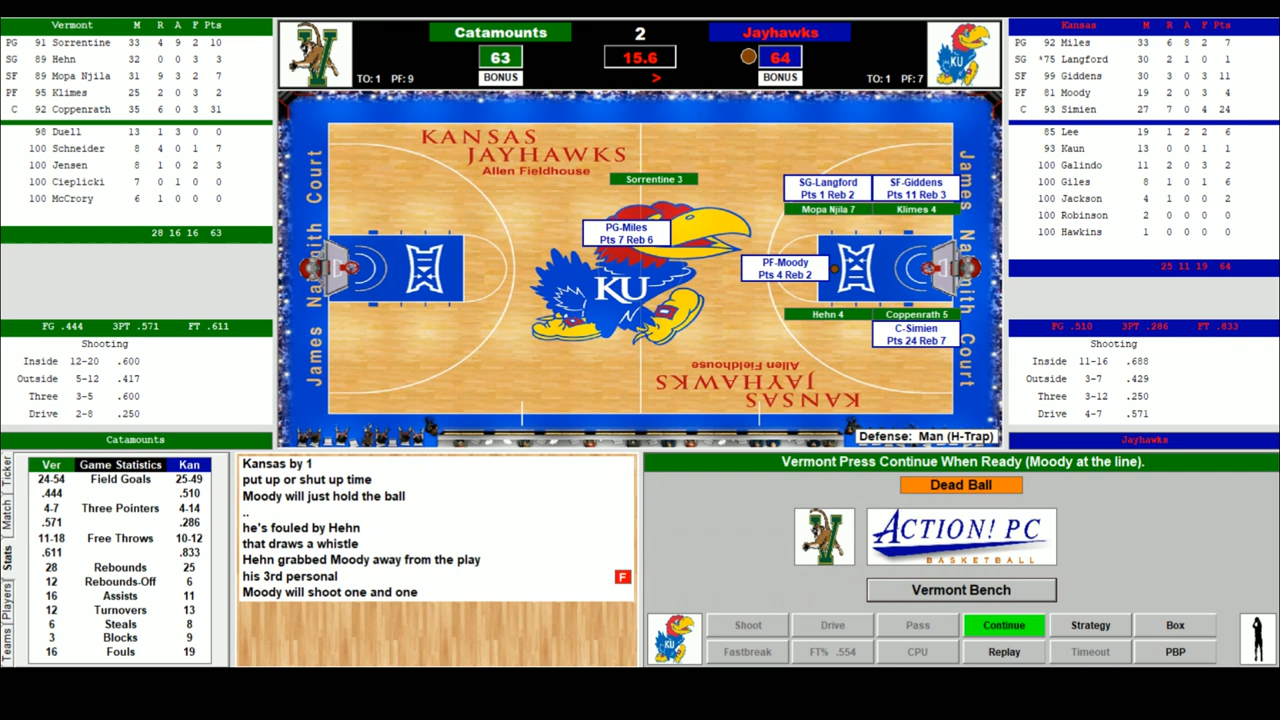 Vermont M R A F Pts
PG 91 Sorrentine 33 4 9 2 10
SG 89 Hehn 32 0 0 3 3
SF 89 Mopa Njila 31 9 3 2 7
PF 95 Klimes 25 2 0 3 2
C 92 Coppenrath 35 6 0 3 31
98 Duell 13 1 3 0 0
100 Schneider 8 4 0 1 7
100 Jensen 8 1 0 2 3
100 Cieplicki 7 0 1 0 0
100 McCrory 6 1 0 0 0
28 16 16 63
FG .444 3PT .571 FT .611
Shooting
Inside 12-20 .600
Outside 5-12 .417
Three 3-5 .600
Drive 2-8 .250
Catamounts
V
Catamounts 2 Jayhawks
63 15.6 64
BONUS > BONUS
TO: 1 PF: 9
TO: 1 PF: 7
KU
KANSAS
JAYHAWKS
Allen Fieldhouse
James Naismith Court
James Naismith Court
Sorrentine 3
SG-Langford
Pts 1 Reb 2
SF-Giddens
Pts 11 Reb 3
Mopa Njila 7
Klimes 4
PG-Miles
Pts 7 Reb 6
PF-Moody
Pts 4 Reb 2
KU
Hehn 4
Coppenrath 5
C-Simien
Pts 24 Reb 7
KANSAS
JAYHAWKS
Allen Fieldhouse
Defense: Man (H-Trap)
Kansas M R A F Pts
PG 92 Miles 33 6 8 2 7
SG *75 Langford 30 2 1 0 1
SF 99 Giddens 30 3 0 3 11
PF 81 Moody 19 2 0 3 4
C 93 Simien 27 7 0 4 24
85 Lee 19 1 2 2 6
93 Kaun 13 0 0 1 1
100 Galindo 11 2 0 3 2
100 Giles 8 1 0 1 6
100 Jackson 4 1 0 0 2
100 Robinson 2 0 0 0 0
100 Hawkins 1 0 0 0 0
25 11 19 64
FG .510 3PT .286 FT .833
Shooting
Inside 11-16 .688
Outside 3-7 .429
Three 3-12 .250
Drive 4-7 .571
Jayhawks
Ticker
Match
Stats
Players
Teams
Ver Game Statistics Kan
24-54 Field Goals 25-49
.444 .510
4-7 Three Pointers 4-14
.571 .286
11-18 Free Throws 10-12
.611 .833
28 Rebounds 25
12 Rebounds-Off 6
16 Assists 11
12 Turnovers 13
6 Steals 8
3 Blocks 9
16 Fouls 19
Kansas by 1
put up or shut up time
Moody will just hold the ball
..
he's fouled by Hehn
that draws a whistle
Hehn grabbed Moody away from the play
his 3rd personal
F
Moody will shoot one and one
Vermont Press Continue When Ready (Moody at the line).
Dead Ball
V
ACTION! PC
BASKETBALL
Vermont Bench
KU
Shoot Drive Pass Continue Strategy Box
Fastbreak FT% .554 CPU Replay Timeout PBP